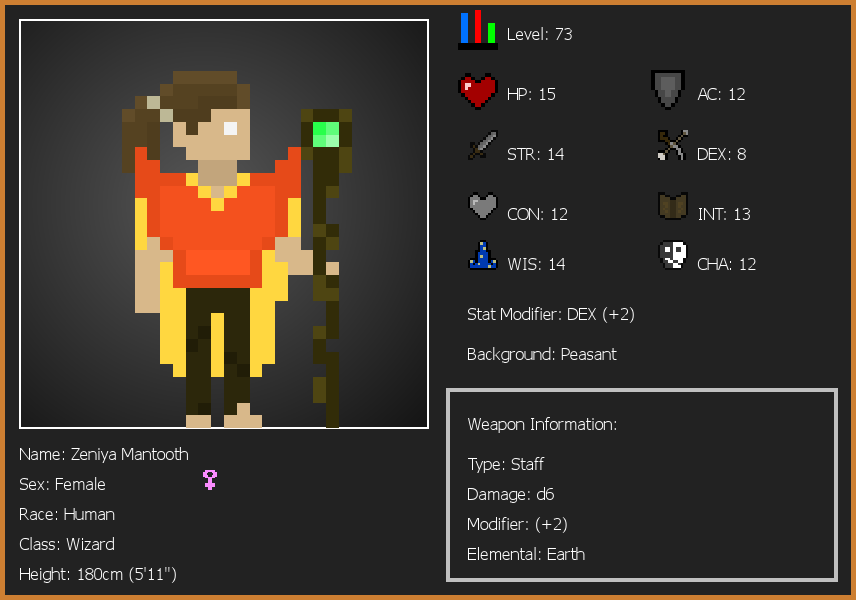 Level: 73
HP: 15
AC: 12
STR: 14
DEX: 8
CON: 12
INT: 13
WIS: 14
CHA: 12
Stat Modifier: DEX (+2)
Background: Peasant
Weapon Information:
Type: Staff
Damage: d6
Modifier: (+2)
Elemental: Earth
Name: Zeniya Mantooth
Sex: Female
Race: Human
Class: Wizard
Height: 180cm (5'11")